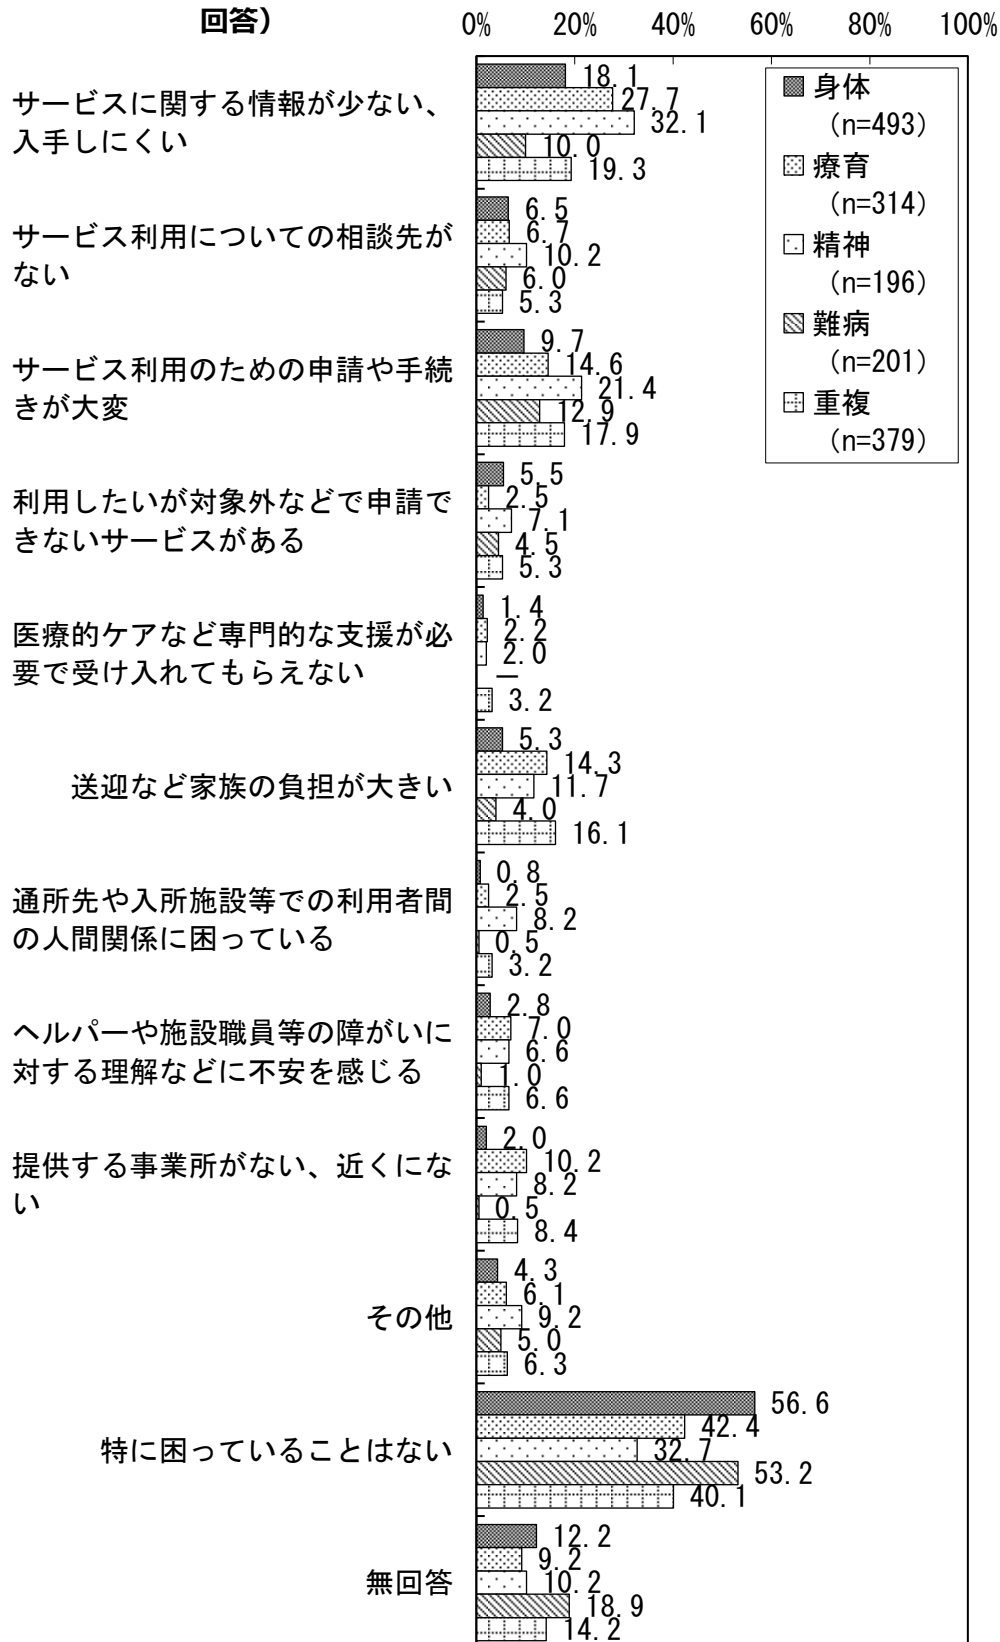 回答）
0% 20% 40% 60% 80% 100%
身体
（n=493）
療育
（n=314）
精神
（n=196）
難病
（n=201）
重複
（n=379）
サービスに関する情報が少ない、
入手しにくい
18.1
27.7
32.1
10.0
19.3
サービス利用についての相談先が
ない
6.5
6.7
10.2
6.0
5.3
サービス利用のための申請や手続
きが大変
9.7
14.6
21.4
12.9
17.9
利用したいが対象外などで申請で
きないサービスがある
5.5
2.5
7.1
4.5
5.3
医療的ケアなど専門的な支援が必
要で受け入れてもらえない
1.4
2.2
2.0
－
3.2
送迎など家族の負担が大きい
5.3
14.3
11.7
4.0
16.1
通所先や入所施設等での利用者間
の人間関係に困っている
0.8
2.5
8.2
0.5
3.2
ヘルパーや施設職員等の障がいに
対する理解などに不安を感じる
2.8
7.0
6.6
1.0
6.6
提供する事業所がない、近くにな
い
2.0
10.2
8.2
0.5
8.4
その他
4.3
6.1
9.2
5.0
6.3
特に困っていることはない
56.6
42.4
32.7
53.2
40.1
無回答
12.2
9.2
10.2
18.9
14.2